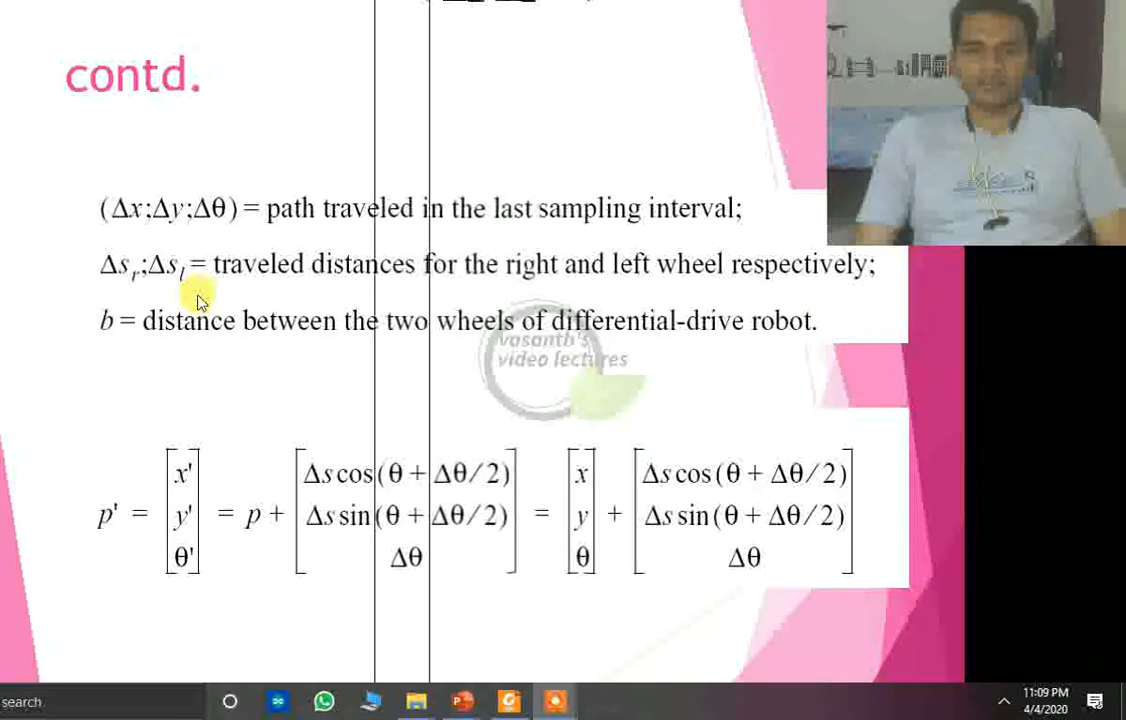 contd.
(Δx;Δy;Δθ) = path traveled in the last sampling interval;
Δsr;Δsl = traveled distances for the right and left wheel respectively;
b = distance between the two wheels of differential-drive robot.
vasanth's
video lectures
p' = [x' y' θ'] = p + [Δs cos(θ + Δθ/2) Δs sin(θ + Δθ/2) Δθ] = [x y θ] + [Δs cos(θ + Δθ/2) Δs sin(θ + Δθ/2) Δθ]
search
11:09 PM
4/4/2020